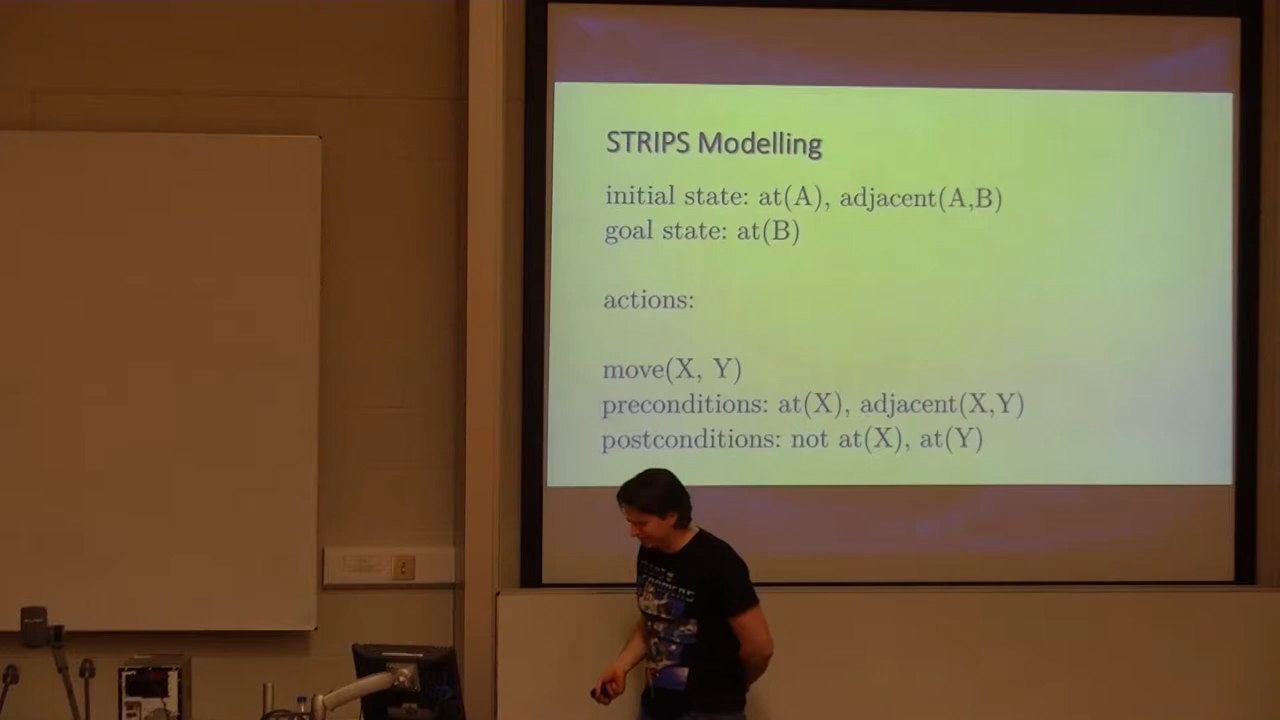 STRIPS Modelling
initial state: at(A), adjacent(A,B)
goal state: at(B)
actions:
move(X, Y)
preconditions: at(X), adjacent(X,Y)
postconditions: not at(X), at(Y)